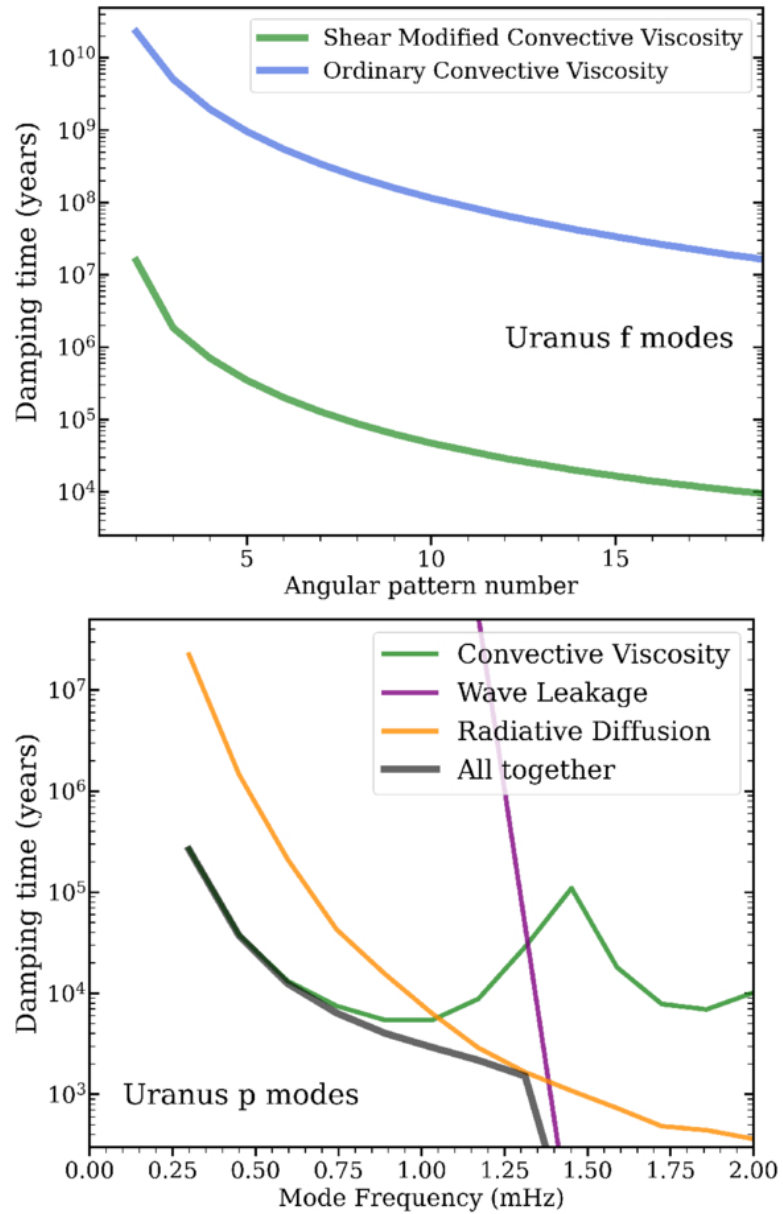 Shear Modified Convective Viscosity
Ordinary Convective Viscosity
10^10
10^9
10^8
10^7
10^6
10^5
10^4
Damping time (years)
Uranus f modes
5
10
15
Angular pattern number
Convective Viscosity
Wave Leakage
Radiative Diffusion
All together
10^7
10^6
10^5
10^4
10^3
Damping time (years)
Uranus p modes
0.00
0.25
0.50
0.75
1.00
1.25
1.50
1.75
2.00
Mode Frequency (mHz)